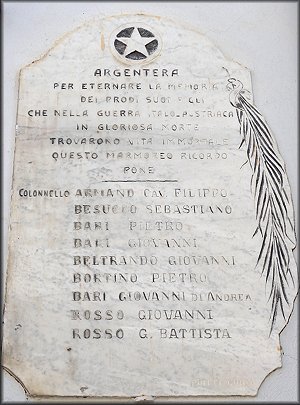 ARGENTERA
PER ETERNARE LA MEMORIA
DEI PRODI SUOI FIGLI
CHE NELLA GUERRA ITALO-AUSTRIACA
IN GLORIOSA MORTE
TROVARONO VITA IMMORTALE
QUESTO MARMOREO RICORDO
PONE
COLONNELLO ARMAND CAV. FILIPPO
BESUCCO SEBASTIANO
BARI PIETRO
BARI GIOVANNI
BELTRANDO GIOVANNI
BORTINO PIETRO
BARI GIOVANNI DI ANDREA
ROSSO GIOVANNI
ROSSO G. BATTISTA